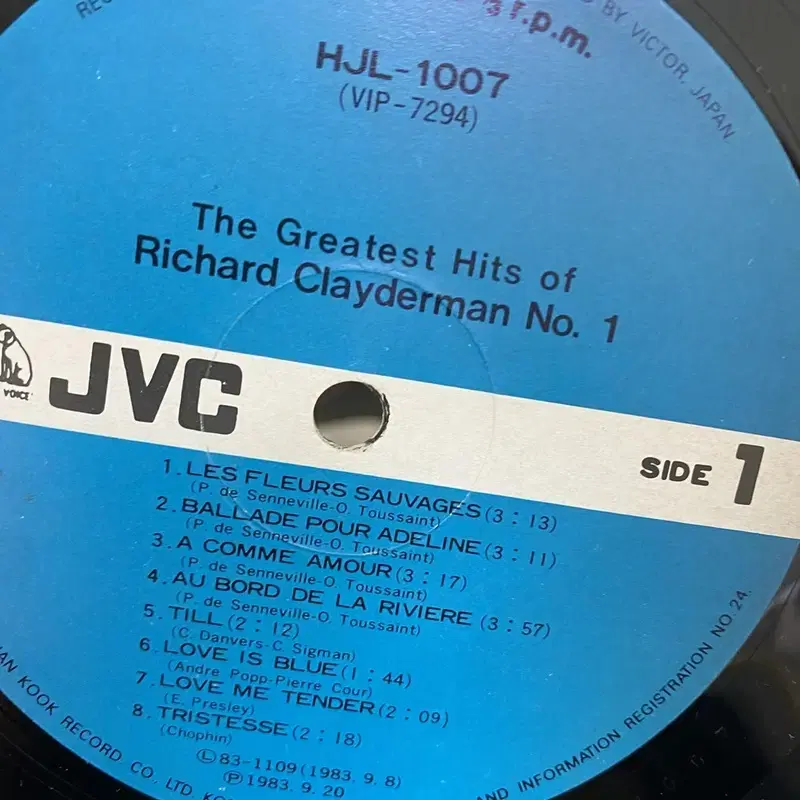 BY VICTOR, JAPAN
r.p.m.
HJL-1007
(VIP-7294)
The Greatest Hits of
Richard Clayderman No. 1
VOICE
JVC
SIDE 1
1. LES FLEURS SAUVAGES (3 : 13)
(P. de Senneville-O. Toussaint)
2. BALLADE POUR ADELINE (3 : 11)
(P. de Senneville-O. Toussaint)
3. A COMME AMOUR (3 : 17)
(P. de Senneville-O. Toussaint)
4. AU BORD DE LA RIVIERE (3 : 57)
(P. de Senneville-O. Toussaint)
5. TILL (2 : 12)
(C. Danvers-C. Sigman)
6. LOVE IS BLUE (1 : 44)
(Andre Popp-Pierre Cour)
7. LOVE ME TENDER (2 : 09)
(E. Presley)
8. TRISTESSE (2 : 18)
(Chophin)
Ⓛ 83-1109 (1983. 9. 8)
Ⓟ 1983. 9. 20
KOOK RECORD CO. LTD.
AND INFORMATION REGISTRATION NO. 24.